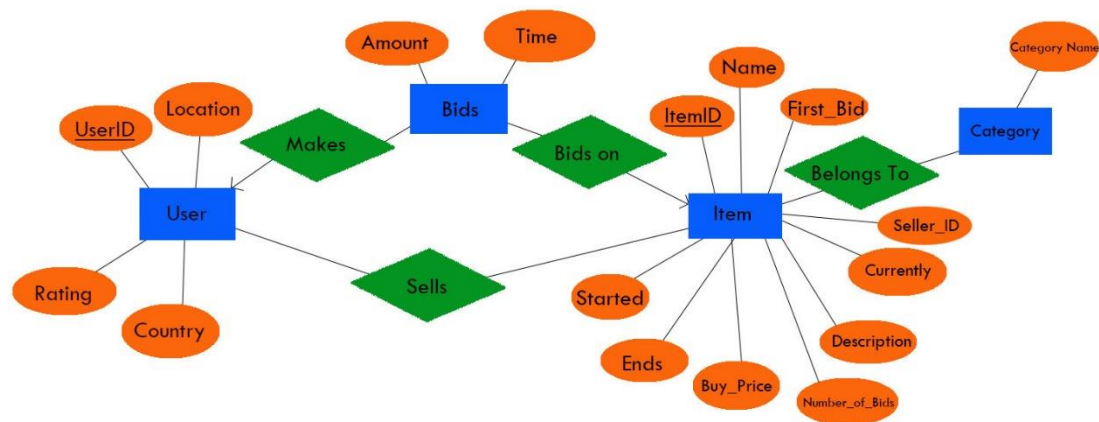 Amount
Time
Bids
Name
Category Name
UserID
Location
ItemID
First_Bid
Category
Makes
Bids on
Belongs To
User
Item
Seller_ID
Currently
Sells
Rating
Started
Country
Description
Ends
Buy_Price
Number_of_Bids